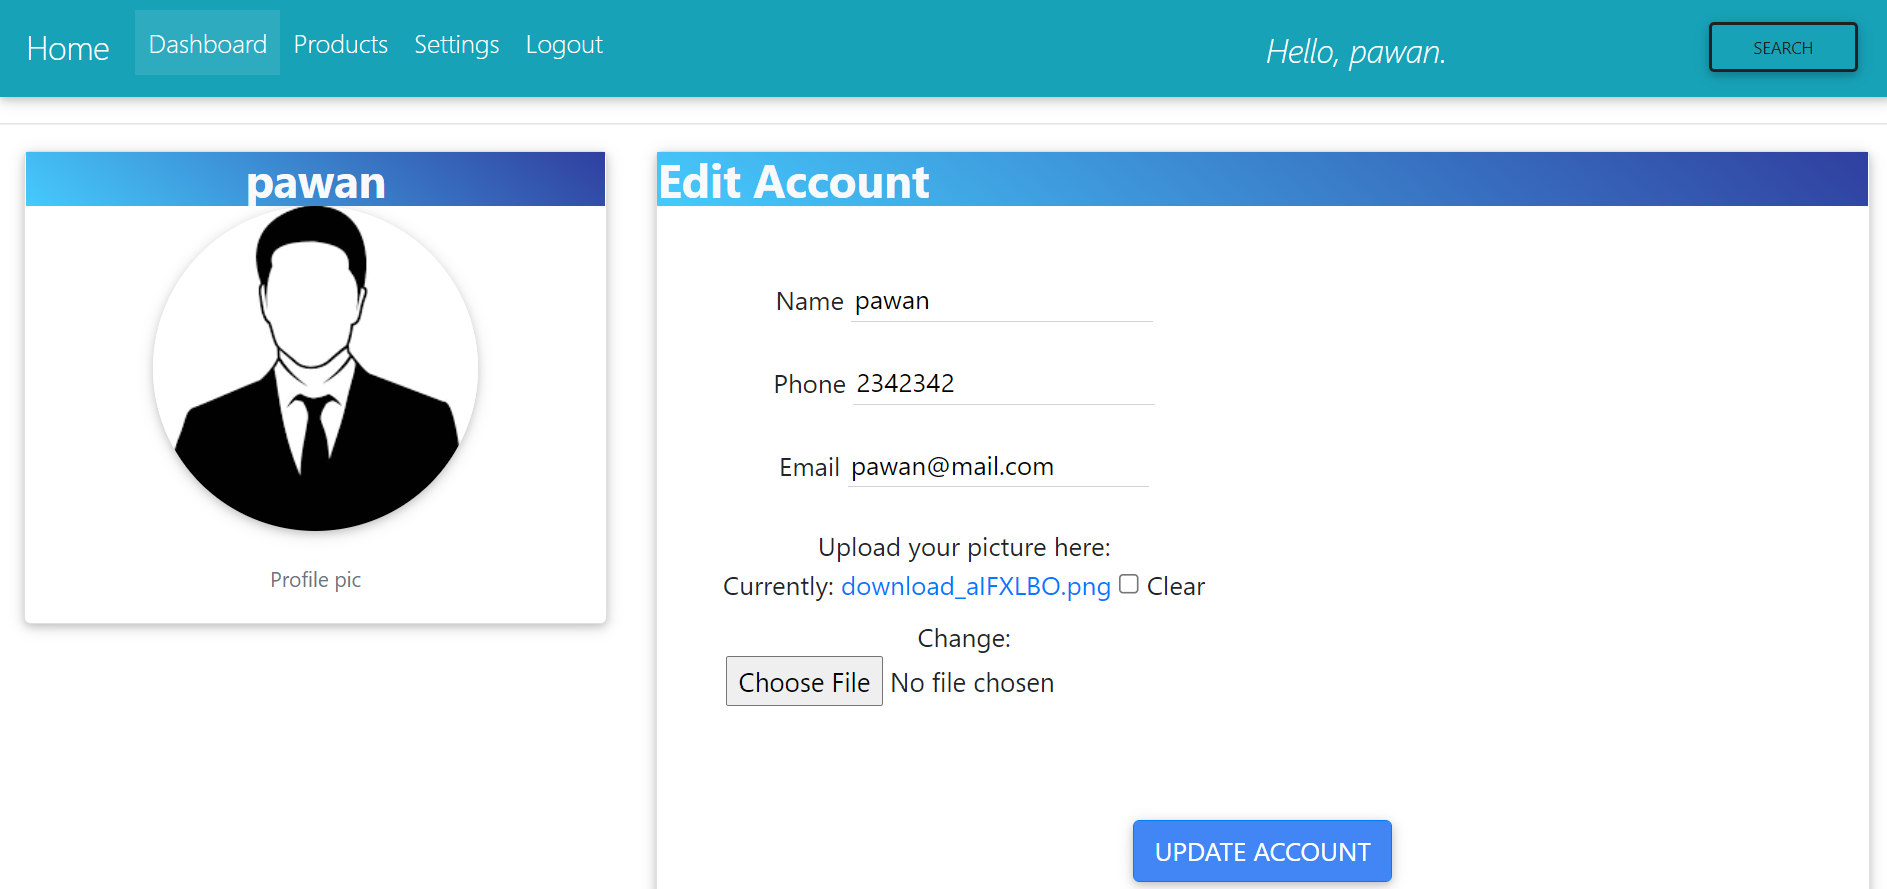 Home Dashboard Products Settings Logout Hello, pawan. SEARCH
pawan
Profile pic
Edit Account
Name pawan
Phone 2342342
Email pawan@mail.com
Upload your picture here:
Currently: download_aIFXLBO.png Clear
Change:
Choose File No file chosen
UPDATE ACCOUNT